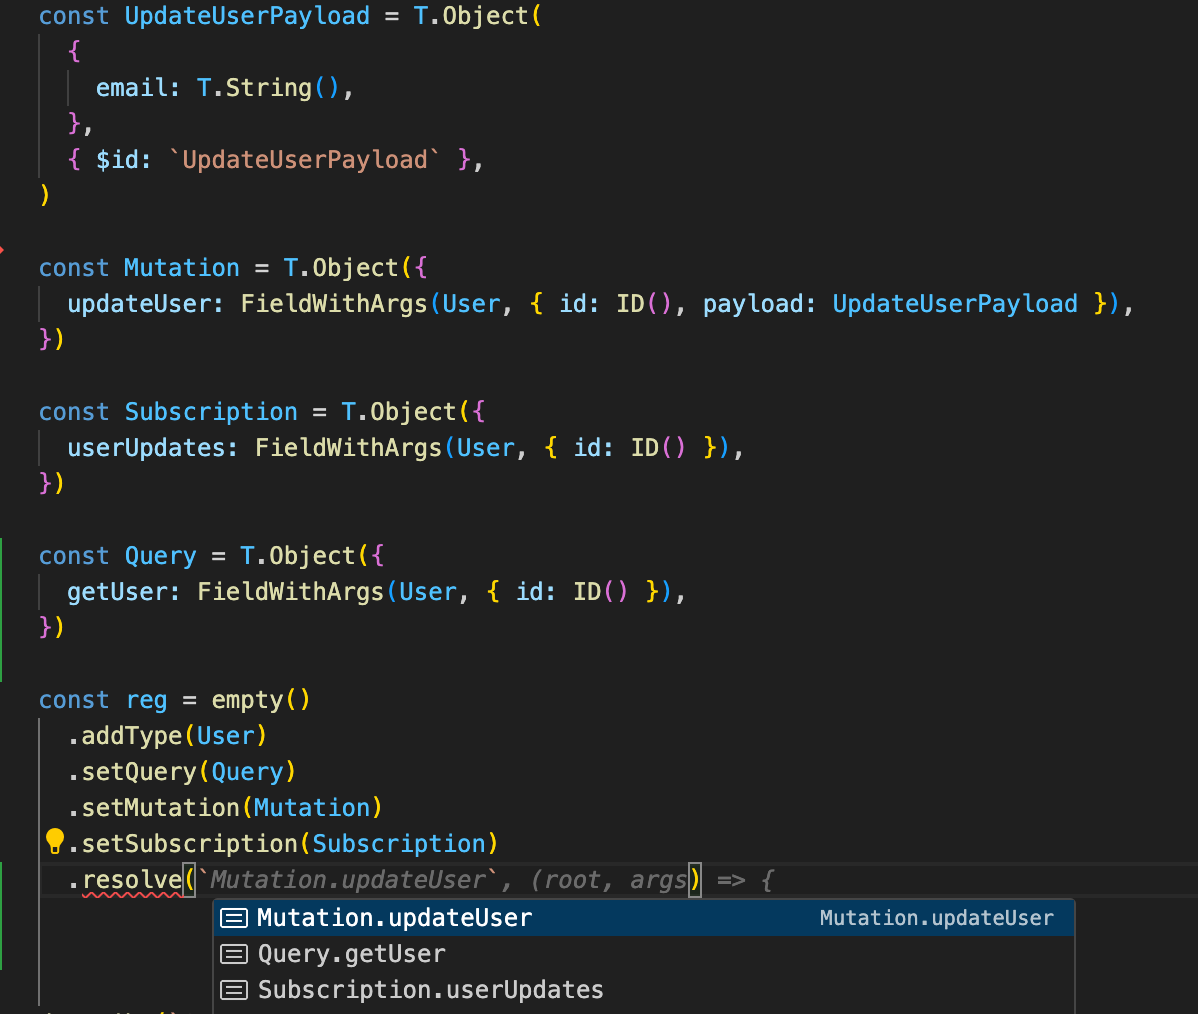 const UpdateUserPayload = T.Object(
  {
    email: T.String(),
  },
  { $id: `UpdateUserPayload` },
)

const Mutation = T.Object({
  updateUser: FieldWithArgs(User, { id: ID(), payload: UpdateUserPayload }),
})

const Subscription = T.Object({
  userUpdates: FieldWithArgs(User, { id: ID() }),
})

const Query = T.Object({
  getUser: FieldWithArgs(User, { id: ID() }),
})

const reg = empty()
  .addType(User)
  .setQuery(Query)
  .setMutation(Mutation)
  .setSubscription(Subscription)
  .resolve(`Mutation.updateUser`, (root, args) => {
Mutation.updateUser Mutation.updateUser
Query.getUser
Subscription.userUpdates